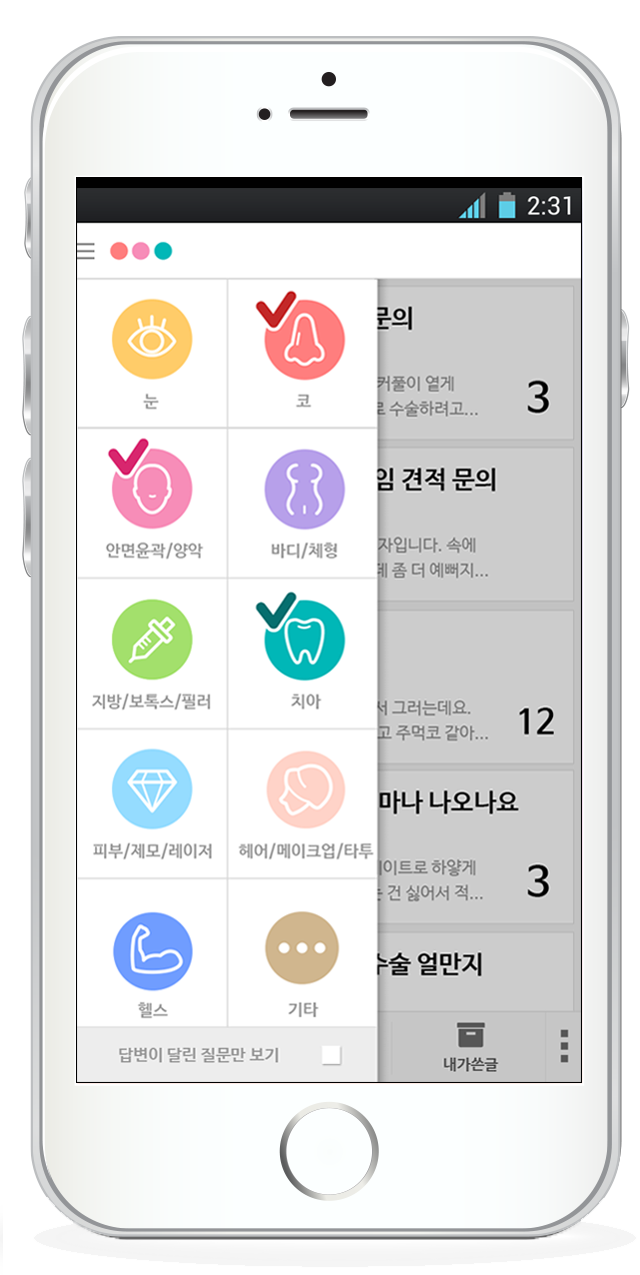 2:31
눈
코
안면윤곽/양악
바디/체형
지방/보톡스/필러
치아
피부/제모/레이저
헤어/메이크업/타투
헬스
기타
답변이 달린 질문만 보기
문의
커풀이 옅게
로 수술하려고...
3
임 견적 문의
자입니다. 속에
데 좀 더 예뻐지...
서 그러는데요.
고 주먹코 같아...
12
마나 나오나요
이트로 하얗게
는 건 싫어서 적...
3
수술 얼만지
내가쓴글